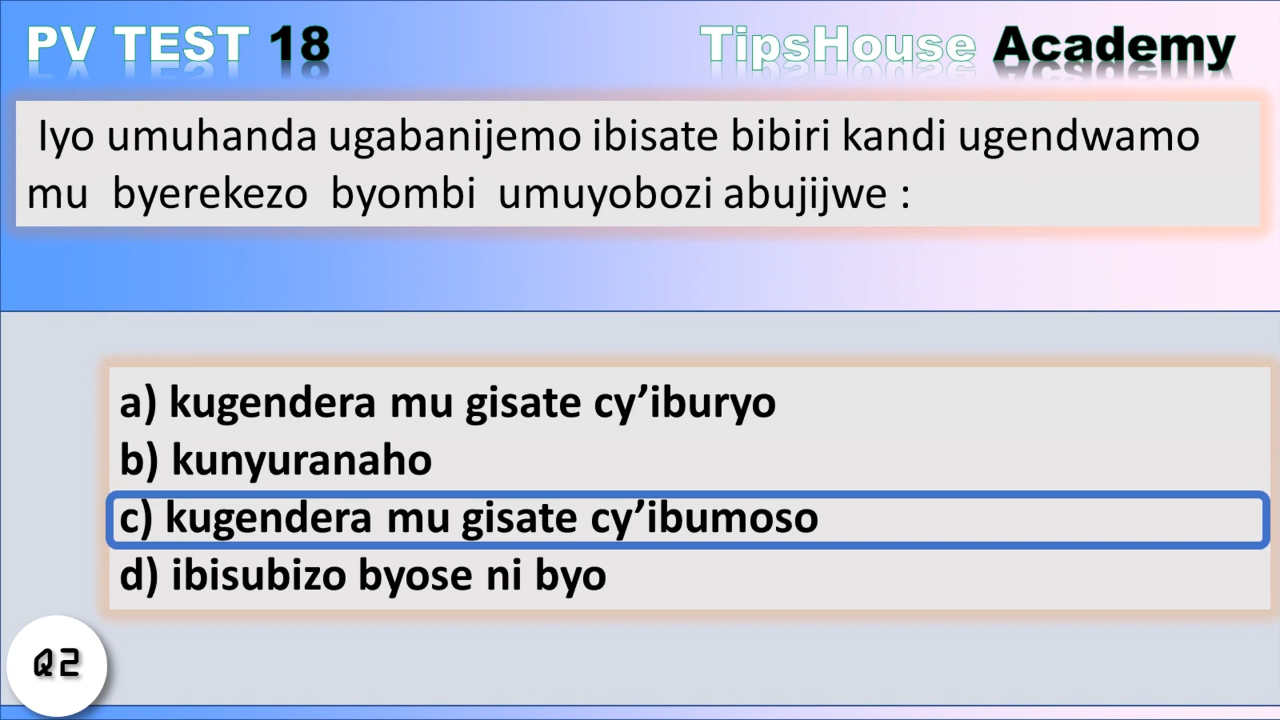 PV TEST 18
TipsHouse Academy
Iyo umuhanda ugabanijemo ibisate bibiri kandi ugendwamo
mu byerekezo byombi umuyobozi abujijwe :
a) kugendera mu gisate cy’iburyo
b) kunyuranaho
c) kugendera mu gisate cy’ibumoso
d) ibisubizo byose ni byo
Q2